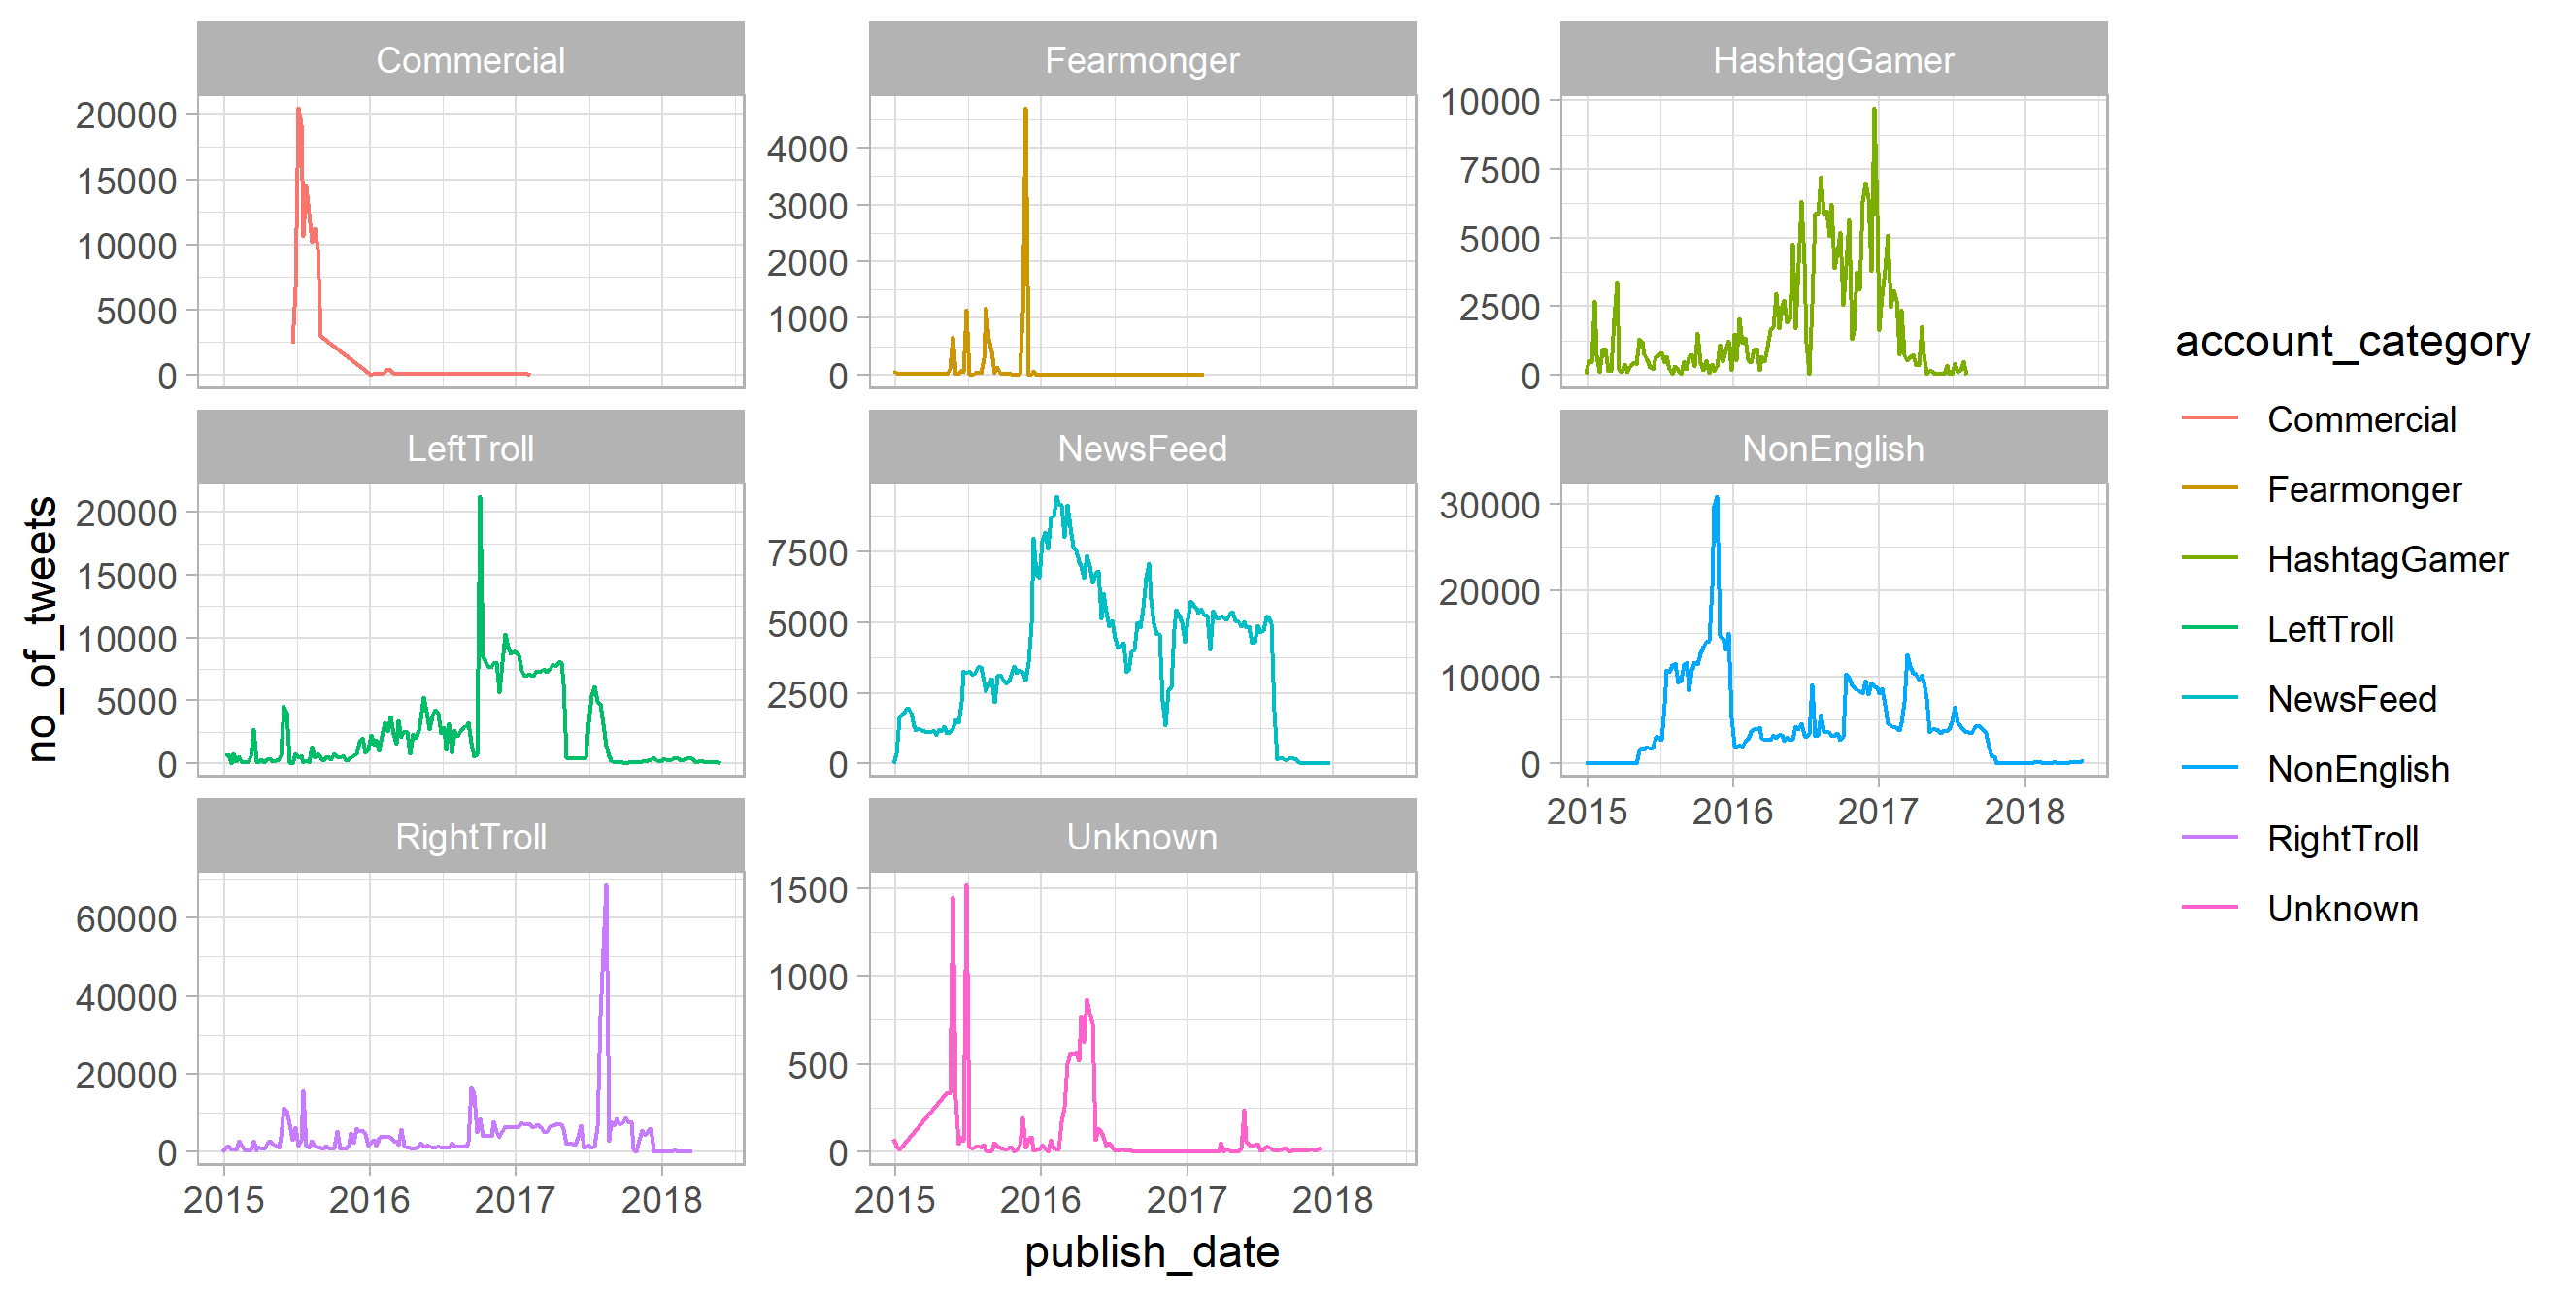 Commercial
Fearmonger
HashtagGamer
20000
15000
10000
5000
0
4000
3000
2000
1000
0
10000
7500
5000
2500
0
LeftTroll
NewsFeed
NonEnglish
20000
15000
10000
5000
0
7500
5000
2500
0
30000
20000
10000
0
2015 2016 2017 2018
RightTroll
Unknown
60000
40000
20000
0
1500
1000
500
0
2015 2016 2017 2018
2015 2016 2017 2018
no_of_tweets
publish_date
account_category
Commercial
Fearmonger
HashtagGamer
LeftTroll
NewsFeed
NonEnglish
RightTroll
Unknown